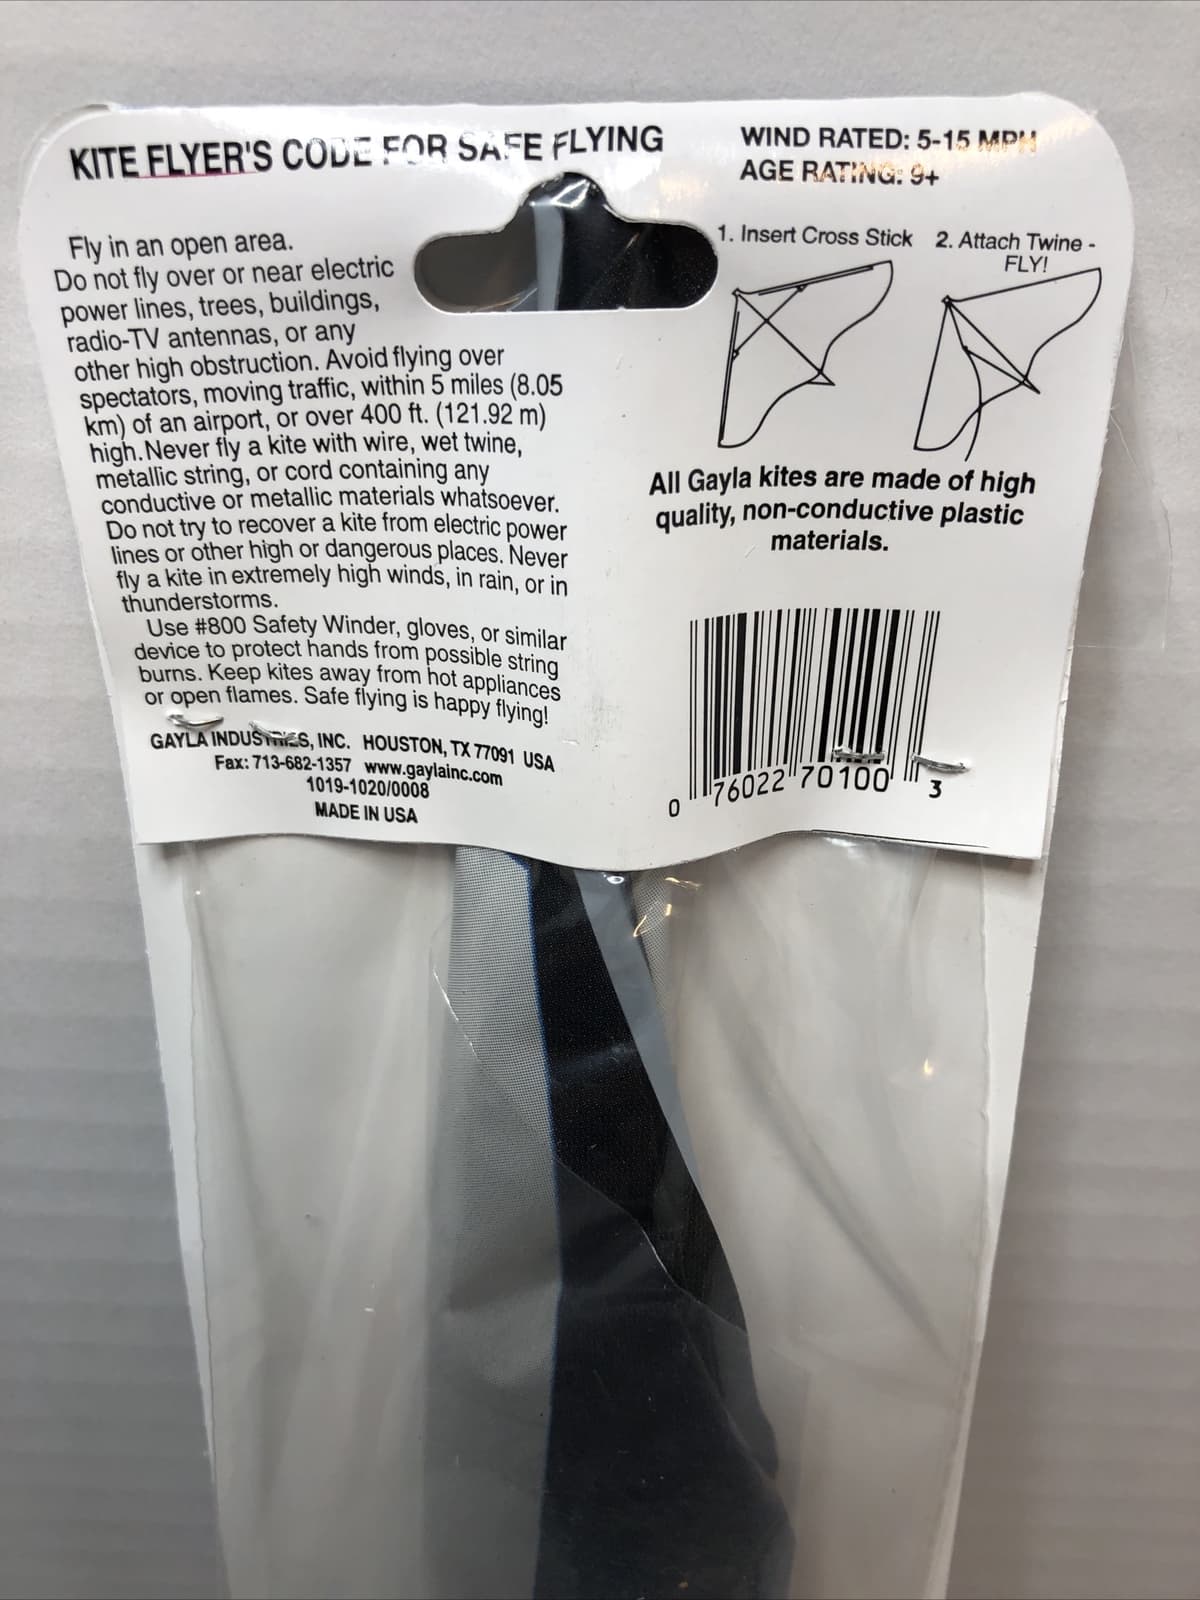 KITE FLYER'S CODE FOR SAFE FLYING
Fly in an open area.
Do not fly over or near electric
power lines, trees, buildings,
radio-TV antennas, or any
other high obstruction. Avoid flying over
spectators, moving traffic, within 5 miles (8.05
km) of an airport, or over 400 ft. (121.92 m)
high. Never fly a kite with wire, wet twine,
metallic string, or cord containing any
conductive or metallic materials whatsoever.
Do not try to recover a kite from electric power
lines or other high or dangerous places. Never
fly a kite in extremely high winds, in rain, or in
thunderstorms.
Use #800 Safety Winder, gloves, or similar
device to protect hands from possible string
burns. Keep kites away from hot appliances
or open flames. Safe flying is happy flying!
GAYLA INDUSTRIES, INC. HOUSTON, TX 77091 USA
Fax: 713-682-1357 www.gaylainc.com
1019-1020/0008
MADE IN USA
WIND RATED: 5-15 MPH
AGE RATING: 9+
1. Insert Cross Stick
2. Attach Twine -
FLY!
All Gayla kites are made of high
quality, non-conductive plastic
materials.
0 76022 70100 3